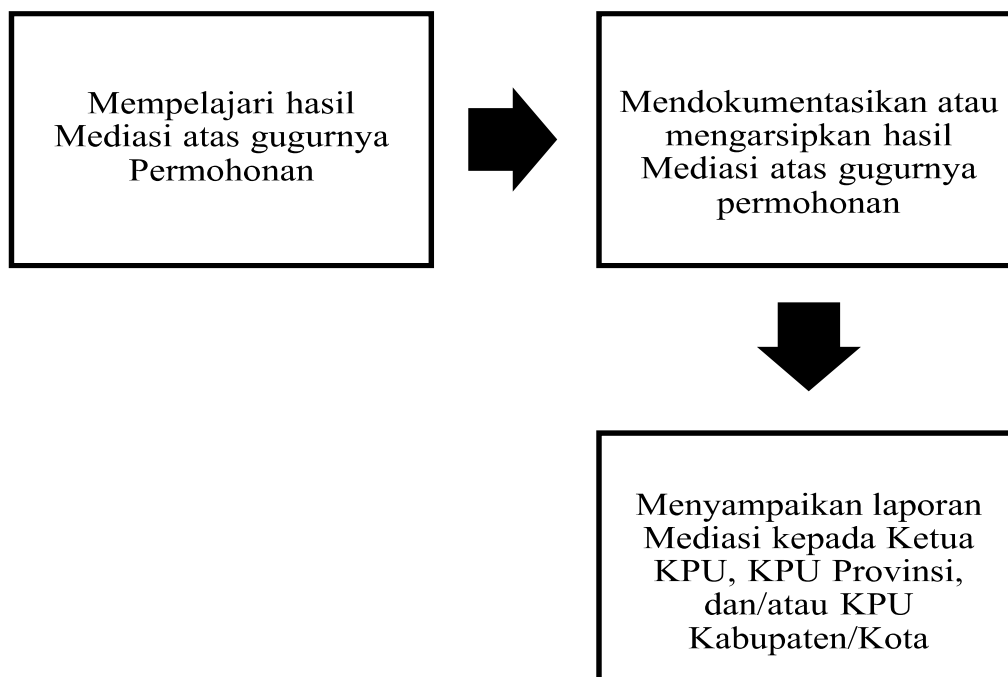 Mempelajari hasil
Mediasi atas gugurnya
Permohonan
Mendokumentasikan atau
mengarsipkan hasil
Mediasi atas gugurnya
permohonan
Menyampaikan laporan
Mediasi kepada Ketua
KPU, KPU Provinsi,
dan/atau KPU
Kabupaten/Kota